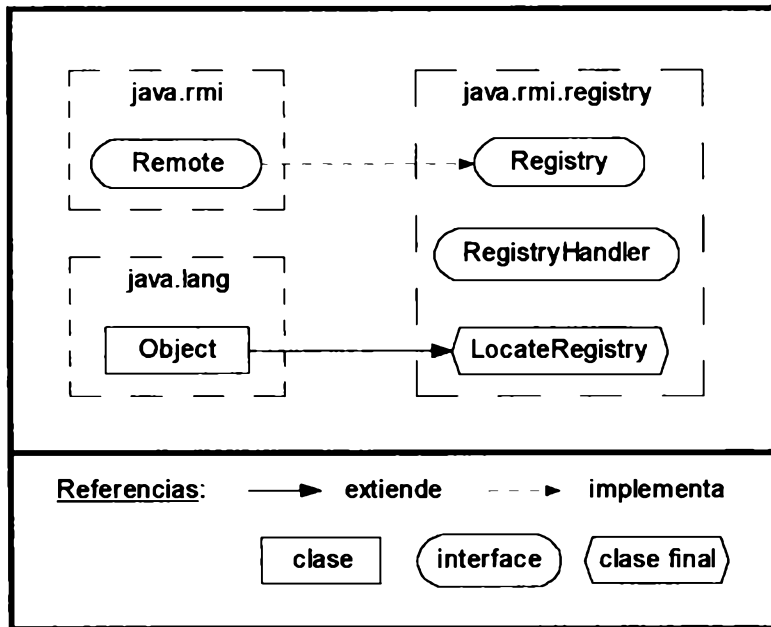 java.rmi
java.rmi.registry
Remote
Registry
RegistryHandler
java.lang
Object
LocateRegistry
Referencias:
extiende
implementa
clase
interface
clase final